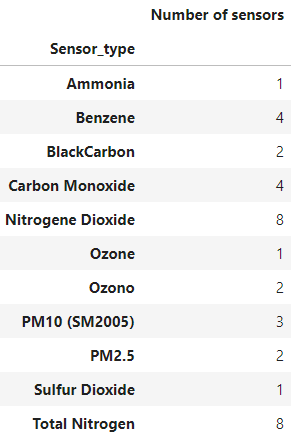 Number of sensors
Sensor_type
Ammonia 1
Benzene 4
BlackCarbon 2
Carbon Monoxide 4
Nitrogene Dioxide 8
Ozone 1
Ozono 2
PM10 (SM2005) 3
PM2.5 2
Sulfur Dioxide 1
Total Nitrogen 8